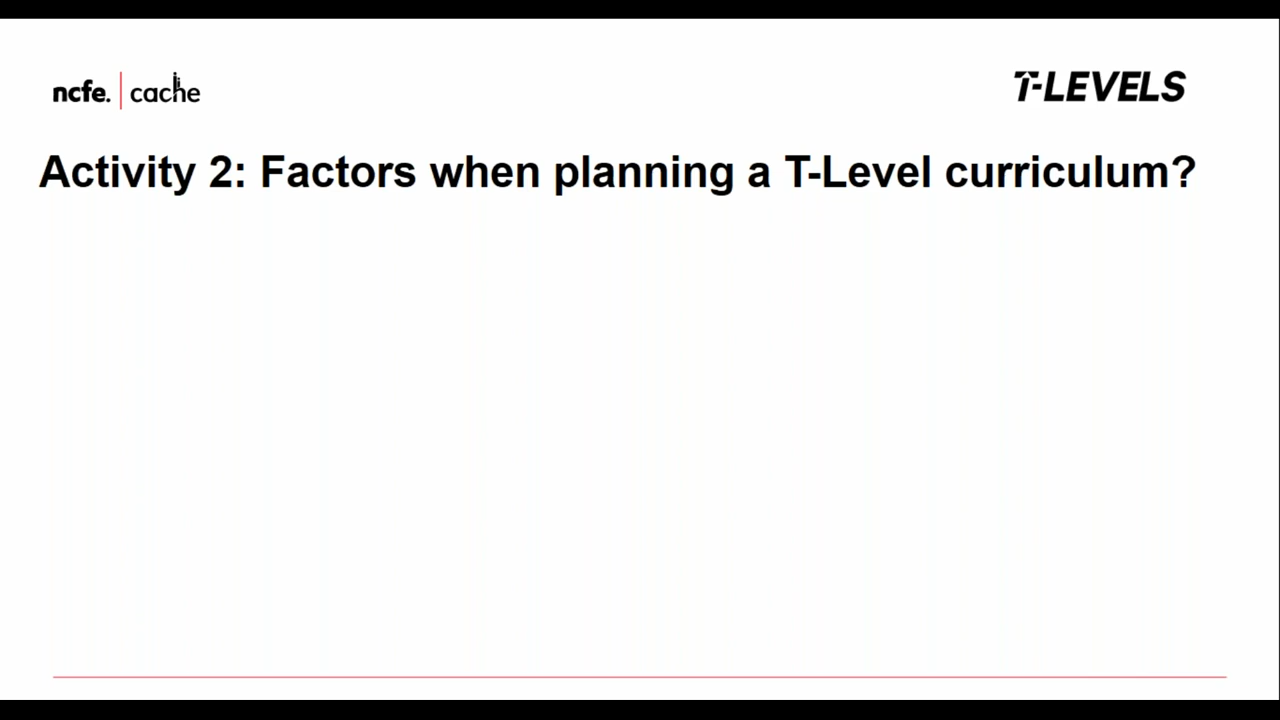 ncfe. cache
T-LEVELS
Activity 2: Factors when planning a T-Level curriculum?